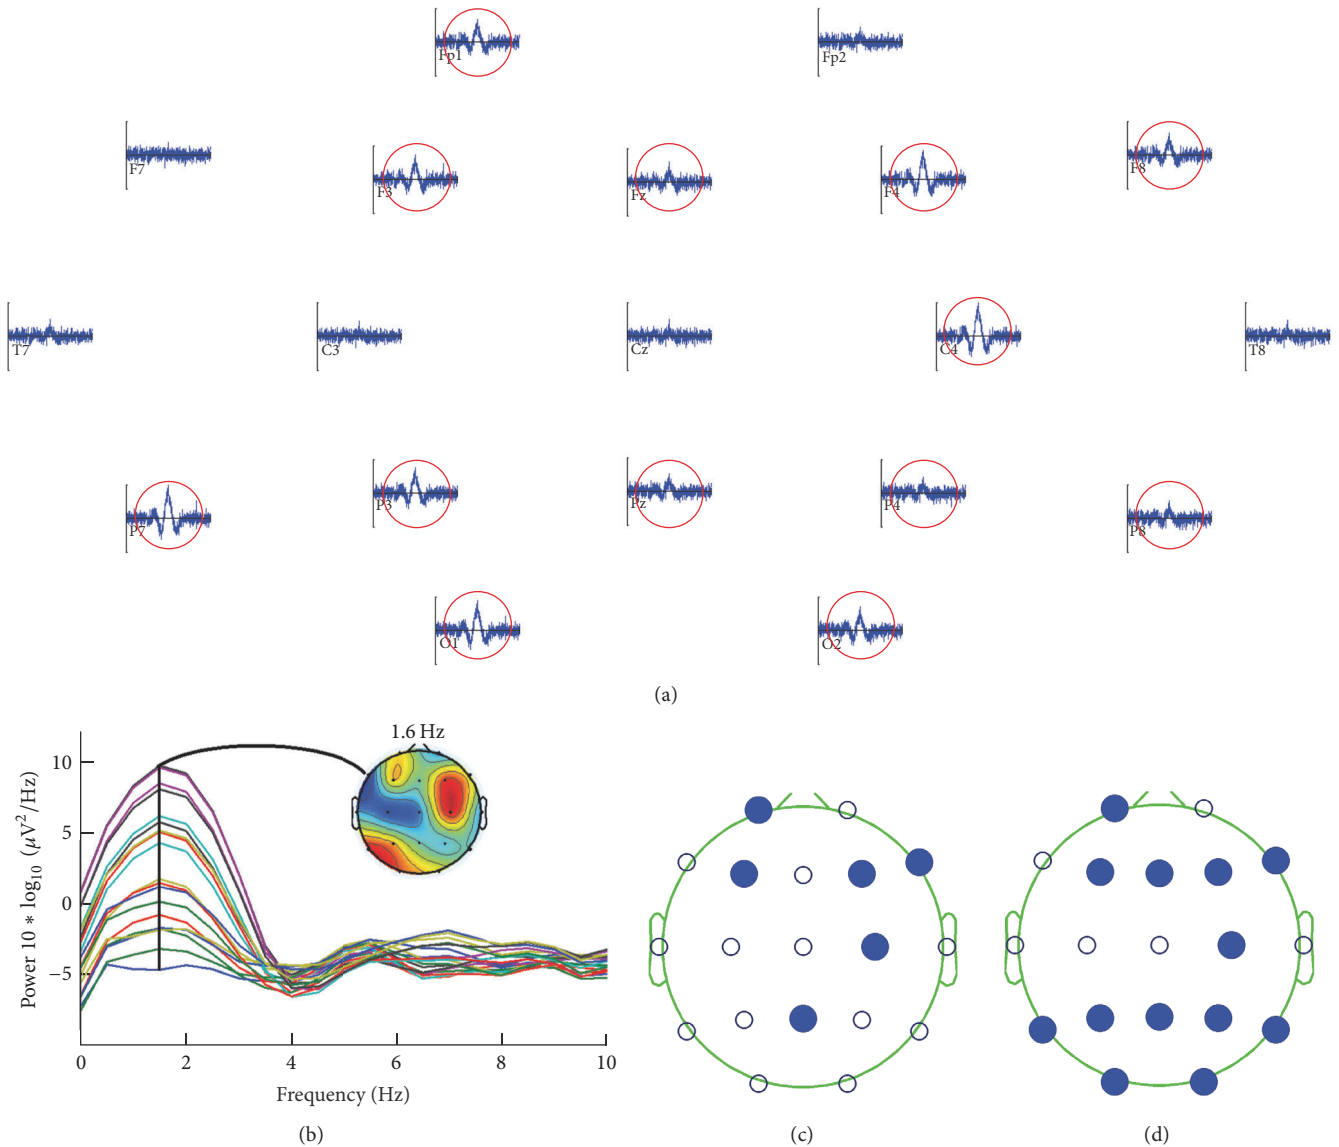 Fp1
Fp2
F7
F3
Fz
F4
F8
T7
C3
Cz
C4
T8
P7
P3
Pz
P4
P8
O1
O2
(a)
1.6 Hz
Power 10 * log₁₀ (μV²/Hz)
10
5
0
−5
0
2
4
6
8
10
Frequency (Hz)
(b)
(c)
(d)